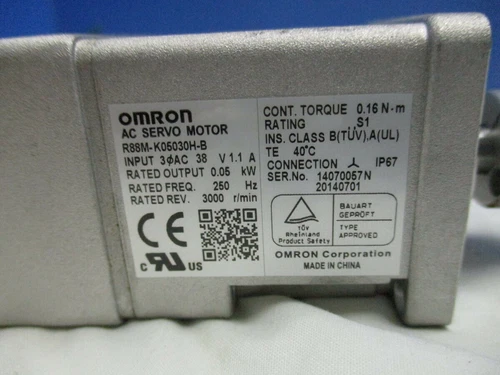 OMRON
AC SERVO MOTOR
R88M-K05030H-B
INPUT 3ϕAC 38 V 1.1 A
RATED OUTPUT 0.05 kW
RATED FREQ. 250 Hz
RATED REV. 3000 r/min
CE
c RU US
CONT. TORQUE 0.16 N·m
RATING S1
INS. CLASS B(TÜV),A(UL)
TE 40°C
CONNECTION IP67
SER.No. 14070057N
20140701
TÜV
Rheinland
Product Safety
BAUART
GEPRÜFT
TYPE
APPROVED
OMRON Corporation
MADE IN CHINA